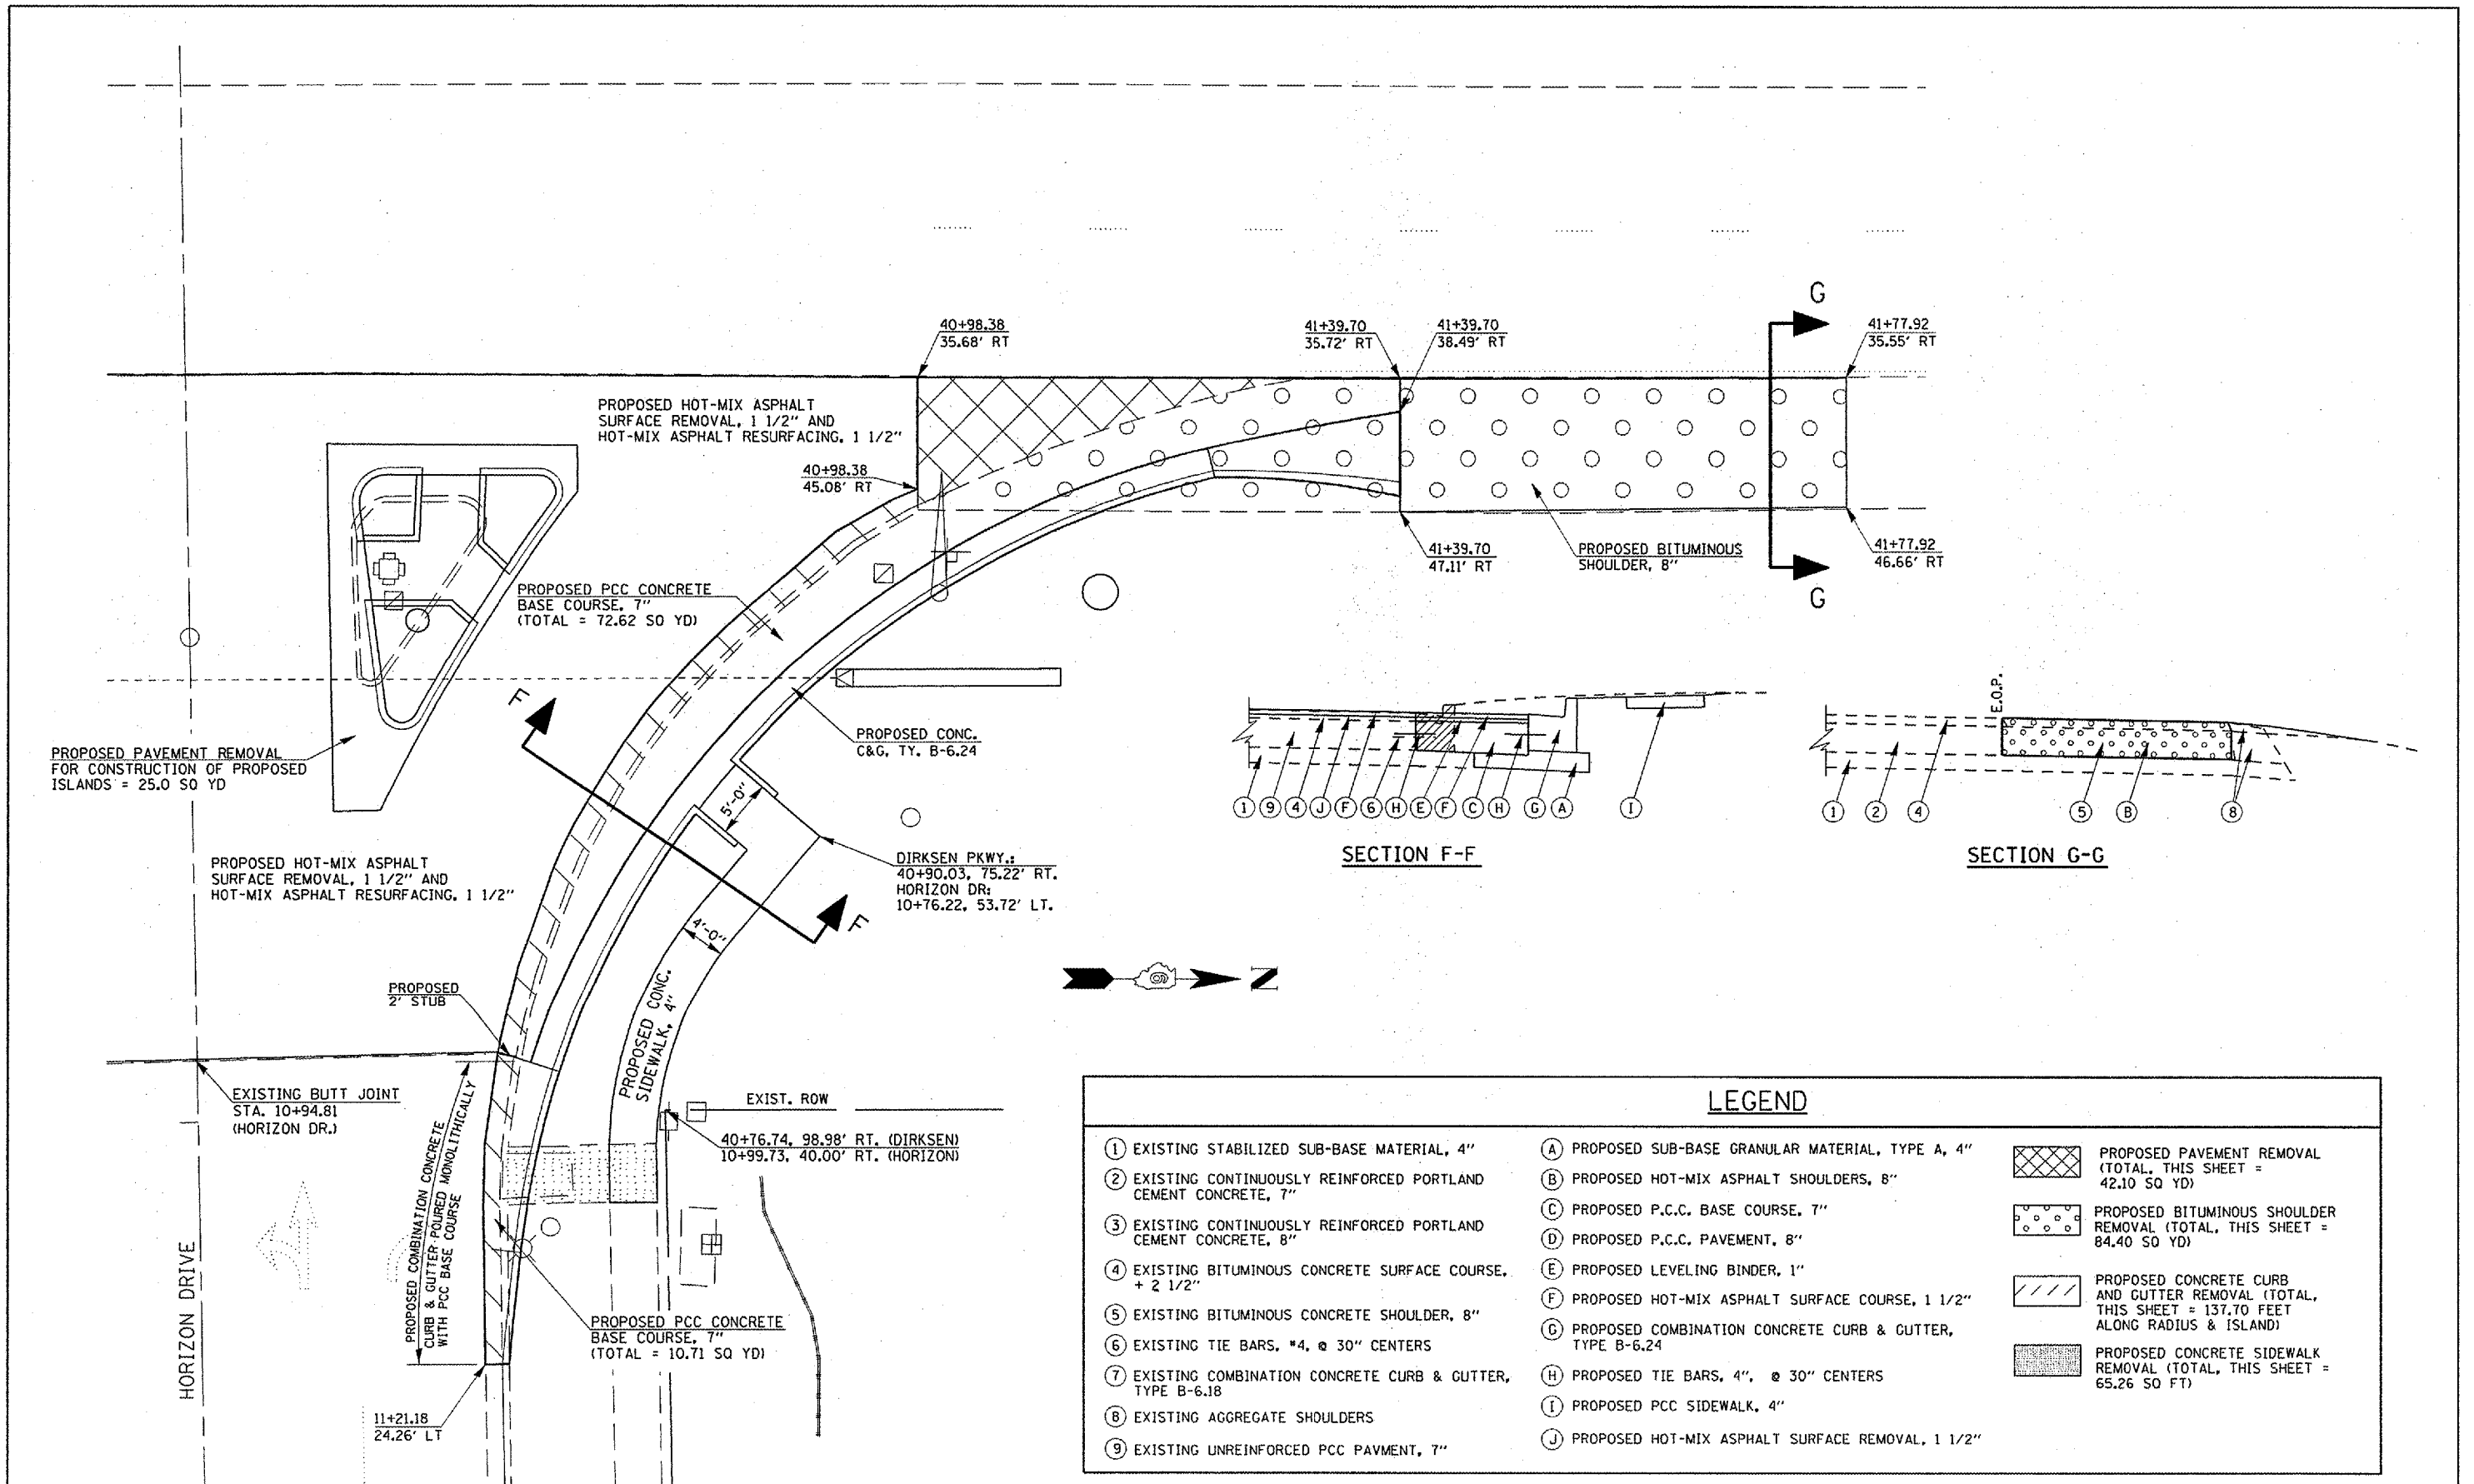 G
40+98.38
35.68' RT
41+39.70
35.72' RT
41+39.70
38.49' RT
41+77.92
35.55' RT
PROPOSED HOT-MIX ASPHALT
SURFACE REMOVAL, 1 1/2" AND
HOT-MIX ASPHALT RESURFACING, 1 1/2"
40+98.38
45.08' RT
41+39.70
47.11' RT
PROPOSED BITUMINOUS
SHOULDER, 8"
41+77.92
46.66' RT
G
PROPOSED PCC CONCRETE
BASE COURSE, 7"
(TOTAL = 72.62 SQ YD)
F
PROPOSED CONC.
C&G, TY. B-6.24
PROPOSED PAVEMENT REMOVAL
FOR CONSTRUCTION OF PROPOSED
ISLANDS = 25.0 SQ YD
5'-0"
E.O.P.
1 9 4 J F 6 H E F C H G A I
SECTION F-F
1 2 4 5 B 8
SECTION G-G
PROPOSED HOT-MIX ASPHALT
SURFACE REMOVAL, 1 1/2" AND
HOT-MIX ASPHALT RESURFACING, 1 1/2"
DIRKSEN PKWY.:
40+90.03, 75.22' RT.
HORIZON DR:
10+76.22, 53.72' LT.
F
4'-0"
PROPOSED
2' STUB
PROPOSED CONC.
SIDEWALK, 4"
N
EXISTING BUTT JOINT
STA. 10+94.81
(HORIZON DR.)
EXIST. ROW
40+76.74, 98.98' RT. (DIRKSEN)
10+99.73, 40.00' RT. (HORIZON)
PROPOSED COMBINATION CONCRETE
CURB & GUTTER POURED MONOLITHICALLY
WITH PCC BASE COURSE
HORIZON DRIVE
PROPOSED PCC CONCRETE
BASE COURSE, 7"
(TOTAL = 10.71 SQ YD)
11+21.18
24.26' LT
LEGEND
1 EXISTING STABILIZED SUB-BASE MATERIAL, 4"
2 EXISTING CONTINUOUSLY REINFORCED PORTLAND
CEMENT CONCRETE, 7"
3 EXISTING CONTINUOUSLY REINFORCED PORTLAND
CEMENT CONCRETE, 8"
4 EXISTING BITUMINOUS CONCRETE SURFACE COURSE,
+ 2 1/2"
5 EXISTING BITUMINOUS CONCRETE SHOULDER, 8"
6 EXISTING TIE BARS, #4, @ 30" CENTERS
7 EXISTING COMBINATION CONCRETE CURB & GUTTER,
TYPE B-6.18
8 EXISTING AGGREGATE SHOULDERS
9 EXISTING UNREINFORCED PCC PAVMENT, 7"
A PROPOSED SUB-BASE GRANULAR MATERIAL, TYPE A, 4"
B PROPOSED HOT-MIX ASPHALT SHOULDERS, 8"
C PROPOSED P.C.C. BASE COURSE, 7"
D PROPOSED P.C.C. PAVEMENT, 8"
E PROPOSED LEVELING BINDER, 1"
F PROPOSED HOT-MIX ASPHALT SURFACE COURSE, 1 1/2"
G PROPOSED COMBINATION CONCRETE CURB & GUTTER,
TYPE B-6.24
H PROPOSED TIE BARS, 4", @ 30" CENTERS
I PROPOSED PCC SIDEWALK, 4"
J PROPOSED HOT-MIX ASPHALT SURFACE REMOVAL, 1 1/2"
PROPOSED PAVEMENT REMOVAL
(TOTAL, THIS SHEET =
42.10 SQ YD)
PROPOSED BITUMINOUS SHOULDER
REMOVAL (TOTAL, THIS SHEET =
84.40 SQ YD)
PROPOSED CONCRETE CURB
AND GUTTER REMOVAL (TOTAL,
THIS SHEET = 137.70 FEET
ALONG RADIUS & ISLAND)
PROPOSED CONCRETE SIDEWALK
REMOVAL (TOTAL, THIS SHEET =
65.26 SQ FT)